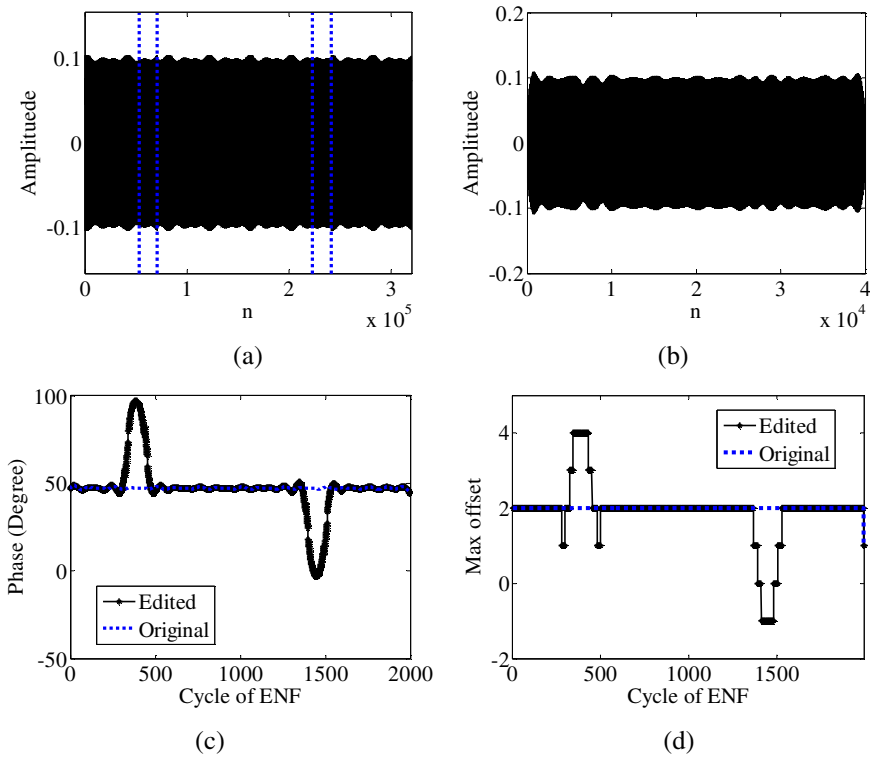 0.1
0
-0.1
Amplituede
0
1
2
3
n
x 10^5
(a)
0.2
0.1
0
-0.1
-0.2
Amplituede
0
1
2
3
4
n
x 10^4
(b)
100
50
0
-50
Phase (Degree)
Edited
Original
0
500
1000
1500
2000
Cycle of ENF
(c)
4
2
0
-2
Max offset
Edited
Original
0
500
1000
1500
Cycle of ENF
(d)